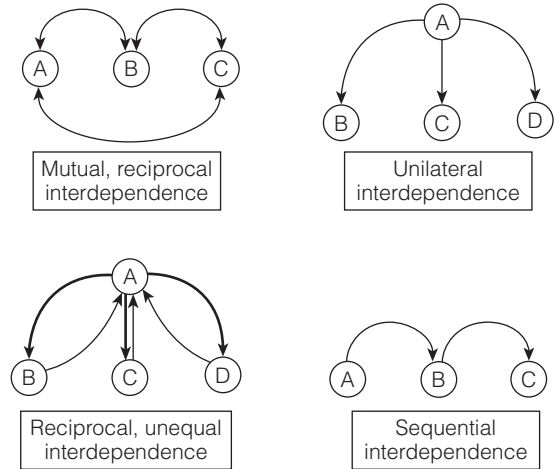 A
B
C
Mutual, reciprocal
interdependence
A
B
C
D
Unilateral
interdependence
A
B
C
D
Reciprocal, unequal
interdependence
A
B
C
Sequential
interdependence